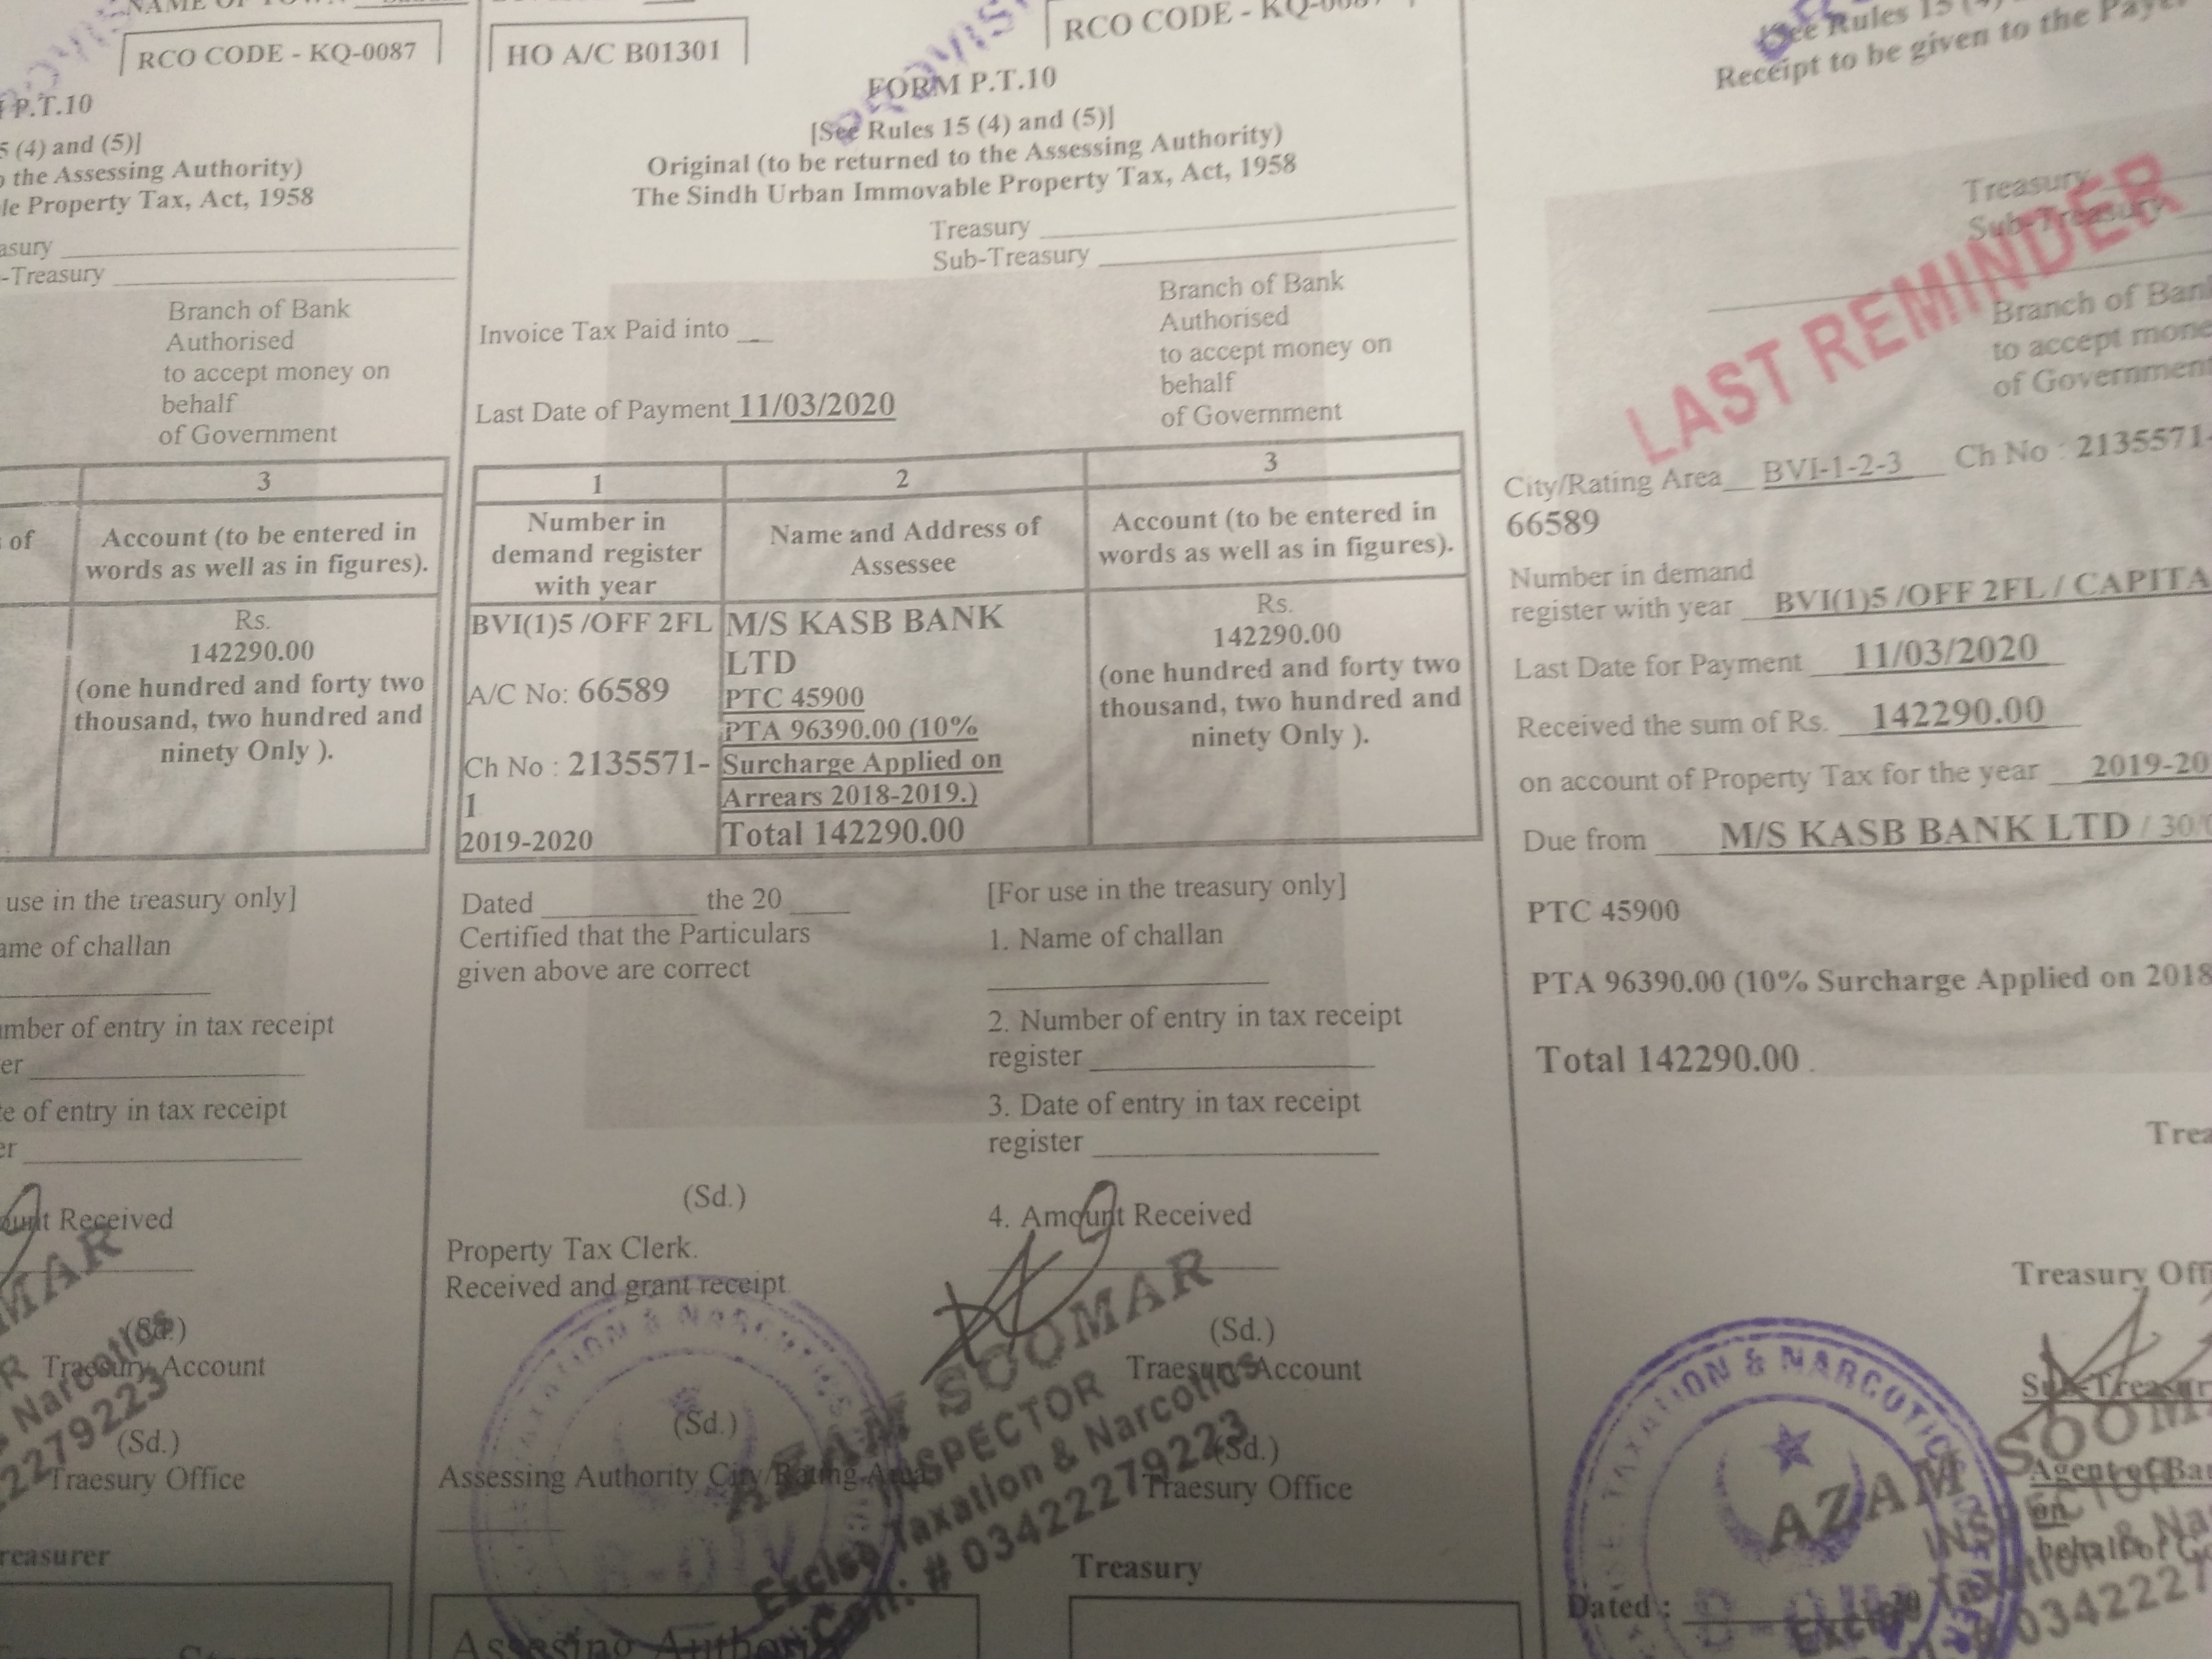 RCO CODE - KQ-0087
P.T.10
5 (4) and (5)]
the Assessing Authority)
le Property Tax, Act, 1958
asury
-Treasury
Branch of Bank
Authorised
to accept money on
behalf
of Government
3
of
Account (to be entered in
words as well as in figures).
Rs.
142290.00
(one hundred and forty two
thousand, two hundred and
ninety Only ).
use in the treasury only]
ame of challan
mber of entry in tax receipt
er
te of entry in tax receipt
er
unt Received
MAR
(Sd.)
Traesury Account
Narcotics
2279223
(Sd.)
Traesury Office
reasurer
HO A/C B01301
RCO CODE - KQ-0087
FORM P.T.10
[See Rules 15 (4) and (5)]
Original (to be returned to the Assessing Authority)
The Sindh Urban Immovable Property Tax, Act, 1958
Treasury
Sub-Treasury
Invoice Tax Paid into
Branch of Bank
Authorised
to accept money on
behalf
of Government
Last Date of Payment 11/03/2020
1
2
3
Number in
demand register
with year
Name and Address of
Assessee
Account (to be entered in
words as well as in figures).
BVI(1)5 /OFF 2FL
A/C No: 66589
Ch No : 2135571-
1
2019-2020
M/S KASB BANK
LTD
PTC 45900
PTA 96390.00 (10%
Surcharge Applied on
Arrears 2018-2019.)
Total 142290.00
Rs.
142290.00
(one hundred and forty two
thousand, two hundred and
ninety Only ).
Dated the 20
Certified that the Particulars
given above are correct
[For use in the treasury only]
1. Name of challan
2. Number of entry in tax receipt
register
3. Date of entry in tax receipt
register
(Sd.)
4. Amount Received
Property Tax Clerk.
Received and grant receipt
(Sd.)
Traesury Account
(Sd.)
Assessing Authority City/Rating Area
(Sd.)
Traesury Office
AZAM SOOMAR
INSPECTOR
Excise Taxation & Narcotics
Cell: # 03422279223
Treasury
Assesing Authority
[See Rules 15 (4)
Receipt to be given to the Payer
Treasury
Sub-Treasury
LAST REMINDER
Branch of Bank
to accept mone
of Government
City/Rating Area BVI-1-2-3 Ch No : 2135571-
66589
Number in demand
register with year BVI(1)5 /OFF 2FL / CAPITA
Last Date for Payment 11/03/2020
Received the sum of Rs. 142290.00
on account of Property Tax for the year 2019-20
Due from M/S KASB BANK LTD / 30/
PTC 45900
PTA 96390.00 (10% Surcharge Applied on 2018
Total 142290.00
Trea
Treasury Offi
Sub-Treasur
Agent of Ban
on
behalf of Go
TAXATION & NARCOTICS
AZAM SOOMA
INSPECTOR
Excise Taxation & Na
0342227
Dated :